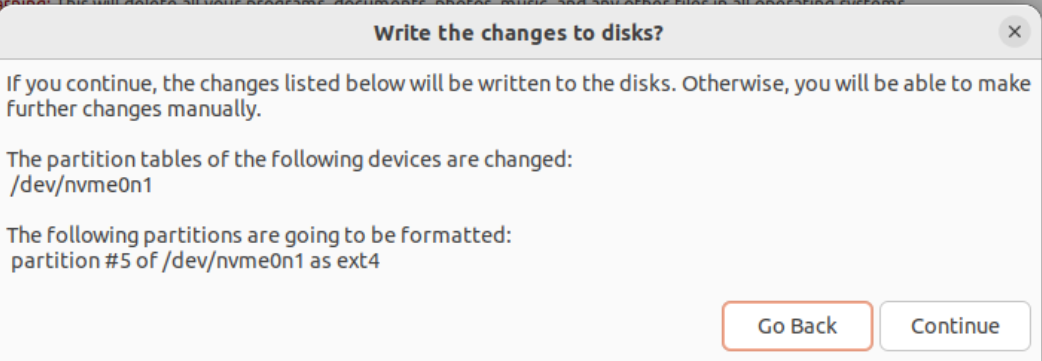 Warning: This will delete all your programs, documents, photos, music, and any other files in all operating systems.
Write the changes to disks?
If you continue, the changes listed below will be written to the disks. Otherwise, you will be able to make
further changes manually.
The partition tables of the following devices are changed:
/dev/nvme0n1
The following partitions are going to be formatted:
partition #5 of /dev/nvme0n1 as ext4
Go Back
Continue